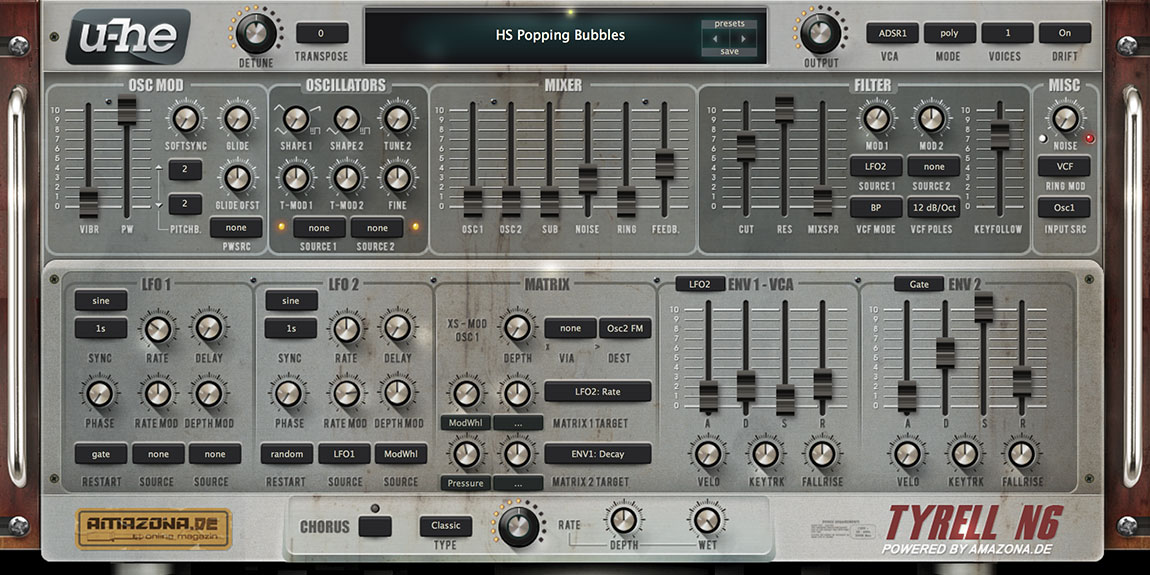 u-he
DETUNE
0
TRANSPOSE
HS Popping Bubbles
presets
save
OUTPUT
ADSR1
VCA
poly
MODE
1
VOICES
On
DRIFT
OSC MOD
10
9
8
7
6
5
4
3
2
1
0
VIBR
PW
SOFTSYNC
GLIDE
2
2
PITCHB.
GLIDE OFST
none
PWSRC
OSCILLATORS
SHAPE 1
SHAPE 2
TUNE 2
T-MOD 1
T-MOD 2
FINE
none
SOURCE 1
none
SOURCE 2
MIXER
10
9
8
7
6
5
4
3
2
1
0
OSC 1
OSC 2
SUB
NOISE
RING
FEEDB.
FILTER
10
9
8
7
6
5
4
3
2
1
0
CUT
RES
MIXSPR
MOD 1
MOD 2
LFO2
SOURCE 1
none
SOURCE 2
BP
VCF MODE
12 dB/Oct
VCF POLES
10
9
8
7
6
5
4
3
2
1
0
KEYFOLLOW
MISC
NOISE
VCF
RING MOD
Osc1
INPUT SRC
LFO 1
sine
1s
SYNC
RATE
DELAY
PHASE
RATE MOD
DEPTH MOD
gate
RESTART
none
SOURCE
none
SOURCE
LFO 2
sine
1s
SYNC
RATE
DELAY
PHASE
RATE MOD
DEPTH MOD
random
RESTART
LFO1
SOURCE
ModWhl
SOURCE
MATRIX
XS - MOD
OSC 1
DEPTH
none
X VIA
Osc2 FM
> DEST
LFO2: Rate
ModWhl
...
MATRIX 1 TARGET
ENV1: Decay
Pressure
...
MATRIX 2 TARGET
LFO2
ENV 1 - VCA
10
9
8
7
6
5
4
3
2
1
0
A
D
S
R
VELO
KEYTRK
FALLRISE
Gate
ENV 2
10
9
8
7
6
5
4
3
2
1
0
A
D
S
R
VELO
KEYTRK
FALLRISE
AMAZONA.DE
online magazin
CHORUS
Classic
TYPE
RATE
DEPTH
WET
TYRELL N6
POWERED BY AMAZONA.DE